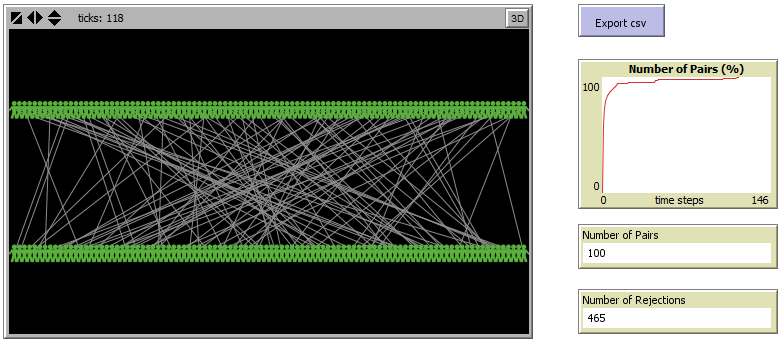 ticks: 118
3D
Export csv
Number of Pairs (%)
100
0
0 time steps 146
Number of Pairs
100
Number of Rejections
465